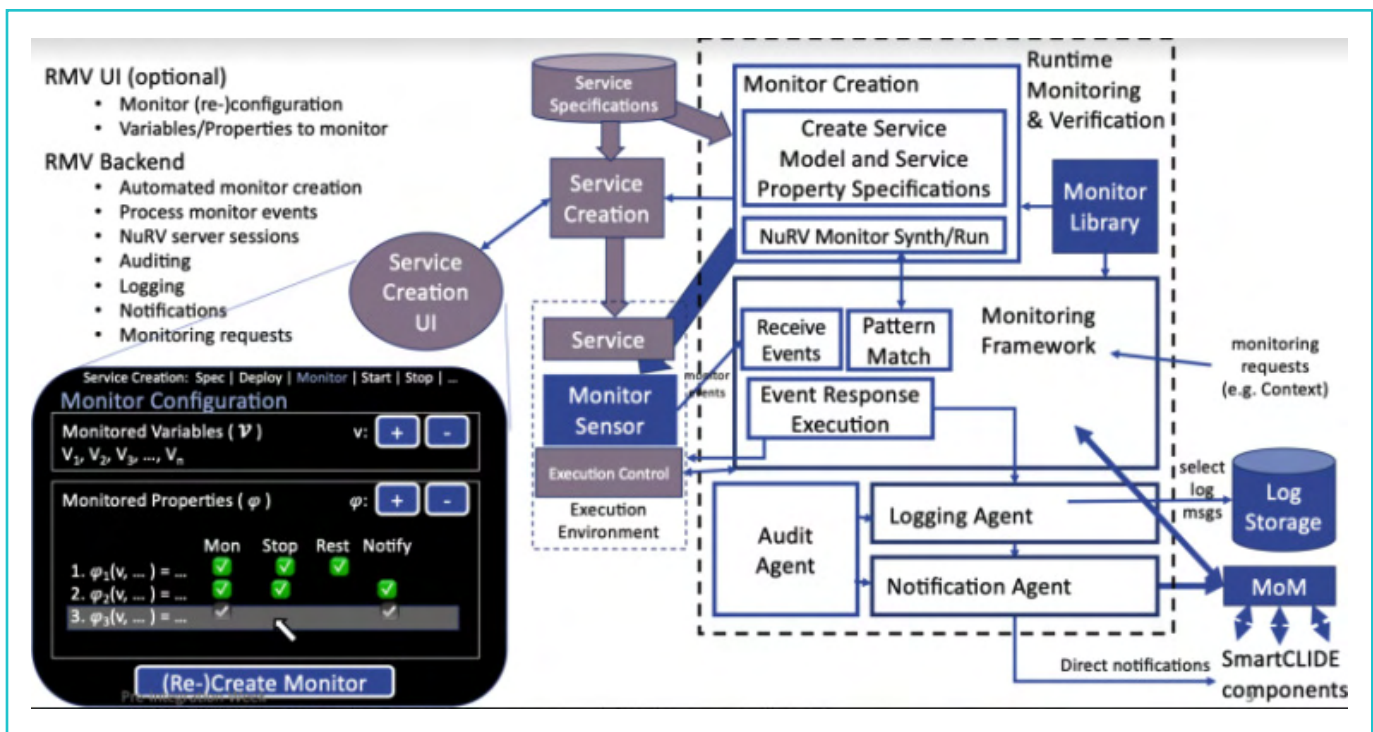 RMV UI (optional)
• Monitor (re-)configuration
• Variables/Properties to monitor
RMV Backend
• Automated monitor creation
• Process monitor events
• NuRV server sessions
• Auditing
• Logging
• Notifications
• Monitoring requests
Service
Specifications
Service
Creation
Service
Creation
UI
Service
Monitor
Sensor
Execution Control
Execution
Environment
monitor
events
Runtime
Monitoring
& Verification
Monitor Creation
Create Service
Model and Service
Property Specifications
NuRV Monitor Synth/Run
Monitor
Library
Monitoring
Framework
Receive
Events
Pattern
Match
Event Response
Execution
monitoring
requests
(e.g. Context)
Audit
Agent
Logging Agent
Notification Agent
select
log
msgs
Log
Storage
MoM
SmartCLIDE
components
Direct notifications
Service Creation: Spec | Deploy | Monitor | Start | Stop | ...
Monitor Configuration
Monitored Variables ( 𝒱 ) v: + -
V₁, V₂, V₃, ..., Vₙ
Monitored Properties ( φ ) φ: + -
Mon Stop Rest Notify
1. φ₁(v, ... ) = ...
2. φ₂(v, ... ) = ...
3. φ₃(v, ... ) = ...
(Re-)Create Monitor
Pre-Integration Week